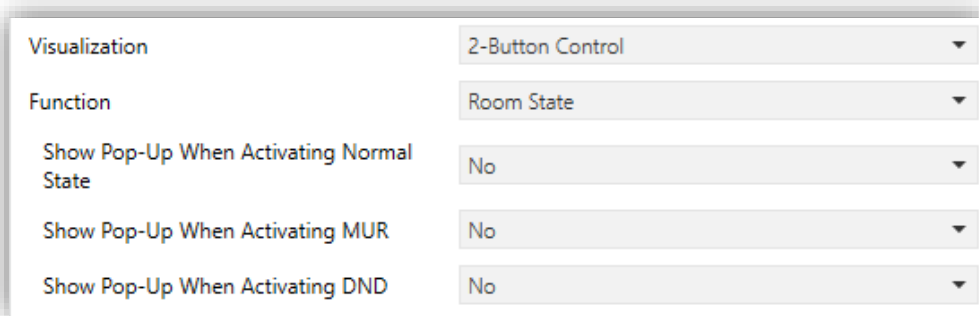 Visualization
2-Button Control
Function
Room State
Show Pop-Up When Activating Normal
State
No
Show Pop-Up When Activating MUR
No
Show Pop-Up When Activating DND
No